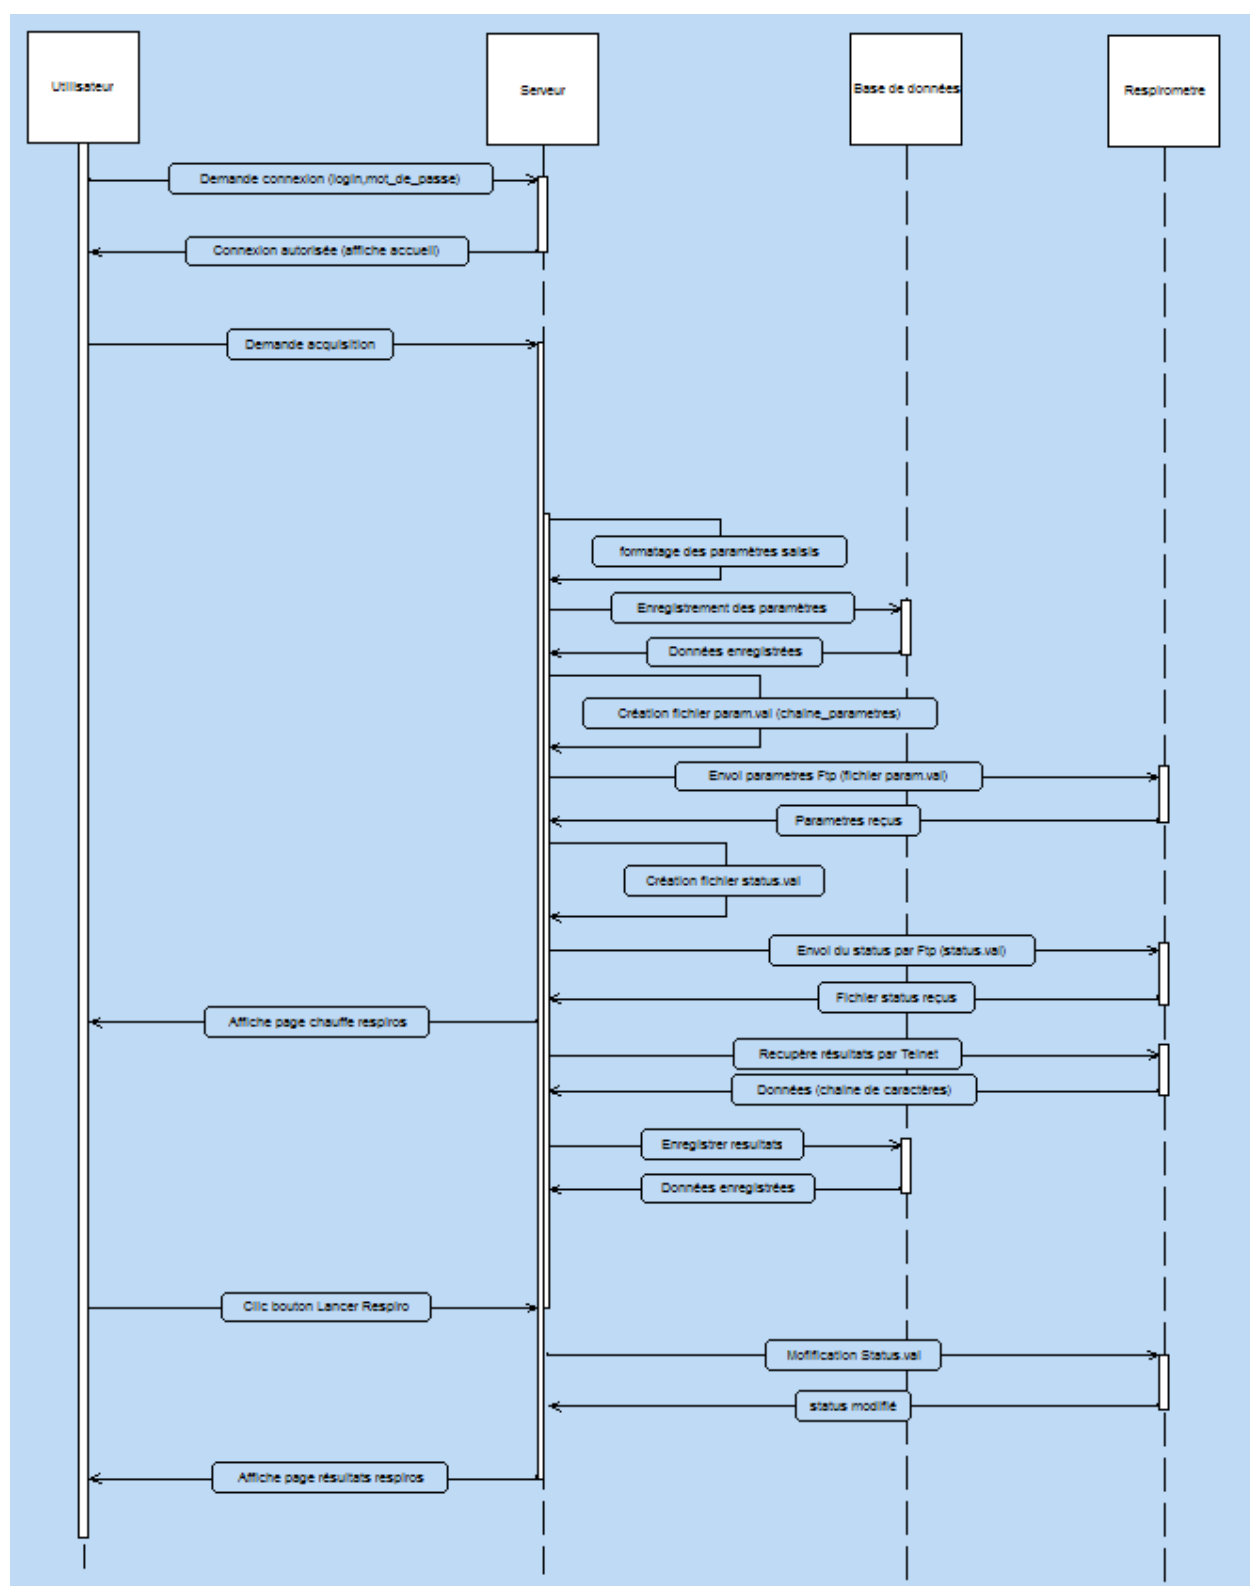 Utilisateur
Serveur
Base de données
Respirometre
Demande connexion (login,mot_de_passe)
Connexion autorisée (affiche accueil)
Demande acquisition
formatage des paramètres saisis
Enregistrement des paramètres
Données enregistrées
Création fichier param.val (chaine_parametres)
Envoi parametres Ftp (fichier param.val)
Parametres reçus
Création fichier status.val
Envoi du status par Ftp (status.val)
Fichier status reçus
Affiche page chauffe respiros
Recupère résultats par Telnet
Données (chaine de caractères)
Enregistrer resultats
Données enregistrées
Clic bouton Lancer Respiro
Mofification Status.val
status modifié
Affiche page résultats respiros